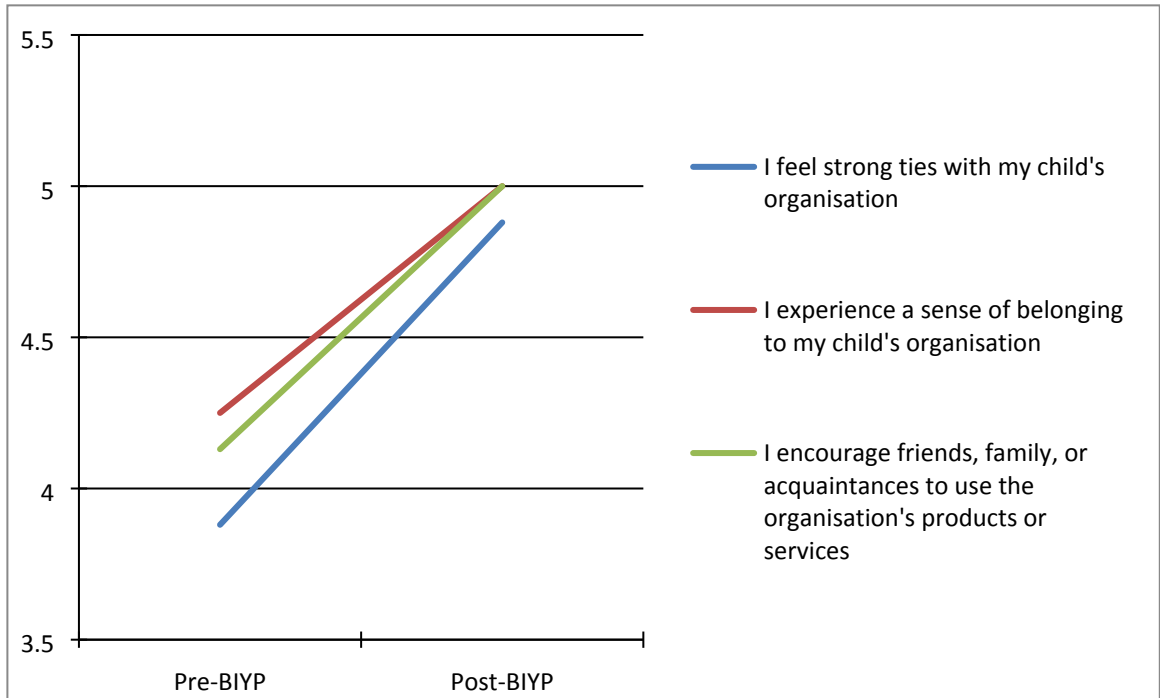 5.5
5
4.5
4
3.5
Pre-BIYP
Post-BIYP
I feel strong ties with my child's
organisation
I experience a sense of belonging
to my child's organisation
I encourage friends, family, or
acquaintances to use the
organisation's products or
services